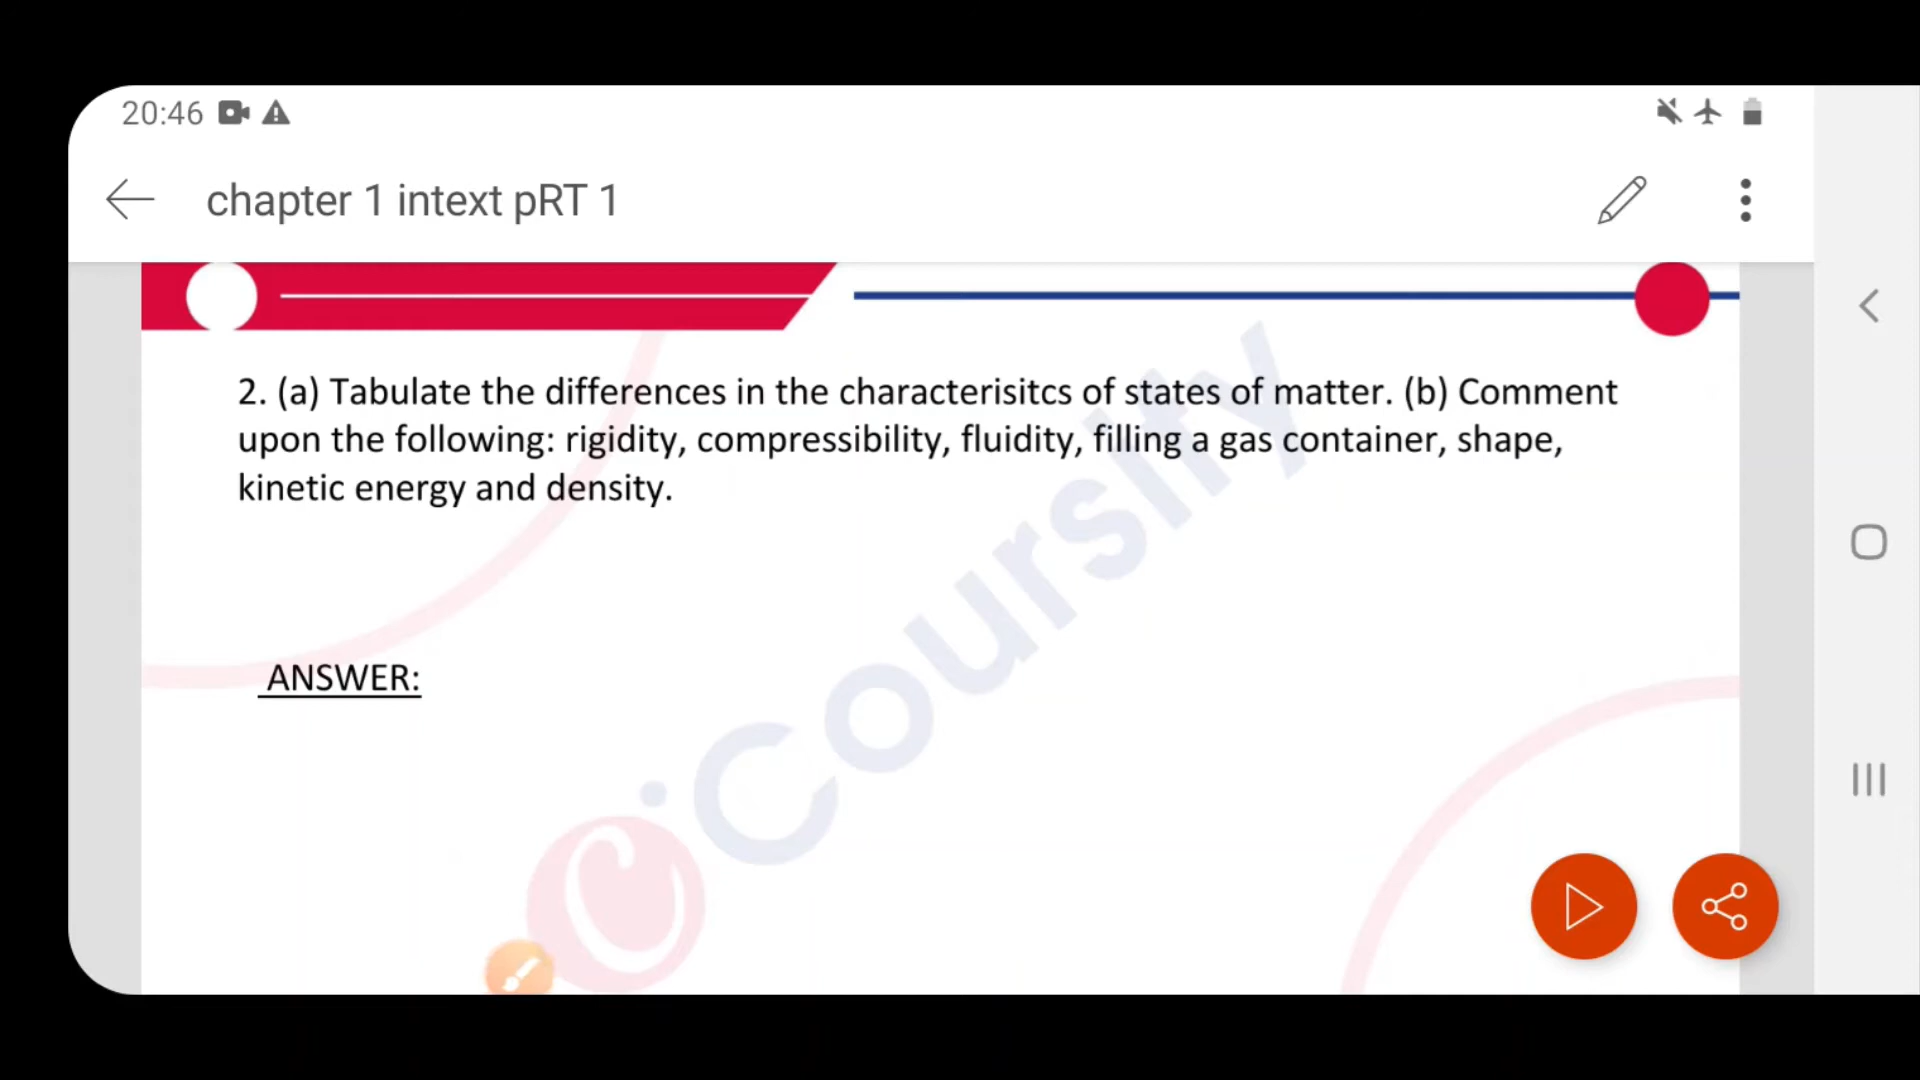 20:46
chapter 1 intext pRT 1
2. (a) Tabulate the differences in the characterisitcs of states of matter. (b) Comment
upon the following: rigidity, compressibility, fluidity, filling a gas container, shape,
kinetic energy and density.
ANSWER:
Coursity